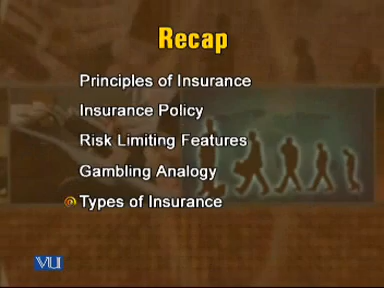 Recap
Principles of Insurance
Insurance Policy
Risk Limiting Features
Gambling Analogy
Types of Insurance
VU